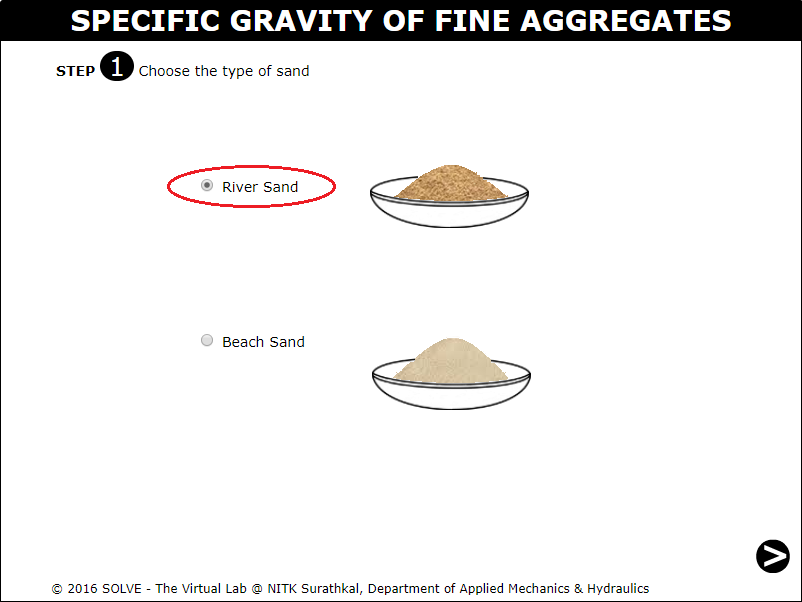 SPECIFIC GRAVITY OF FINE AGGREGATES
STEP 1 Choose the type of sand
River Sand
Beach Sand
>
© 2016 SOLVE - The Virtual Lab @ NITK Surathkal, Department of Applied Mechanics & Hydraulics